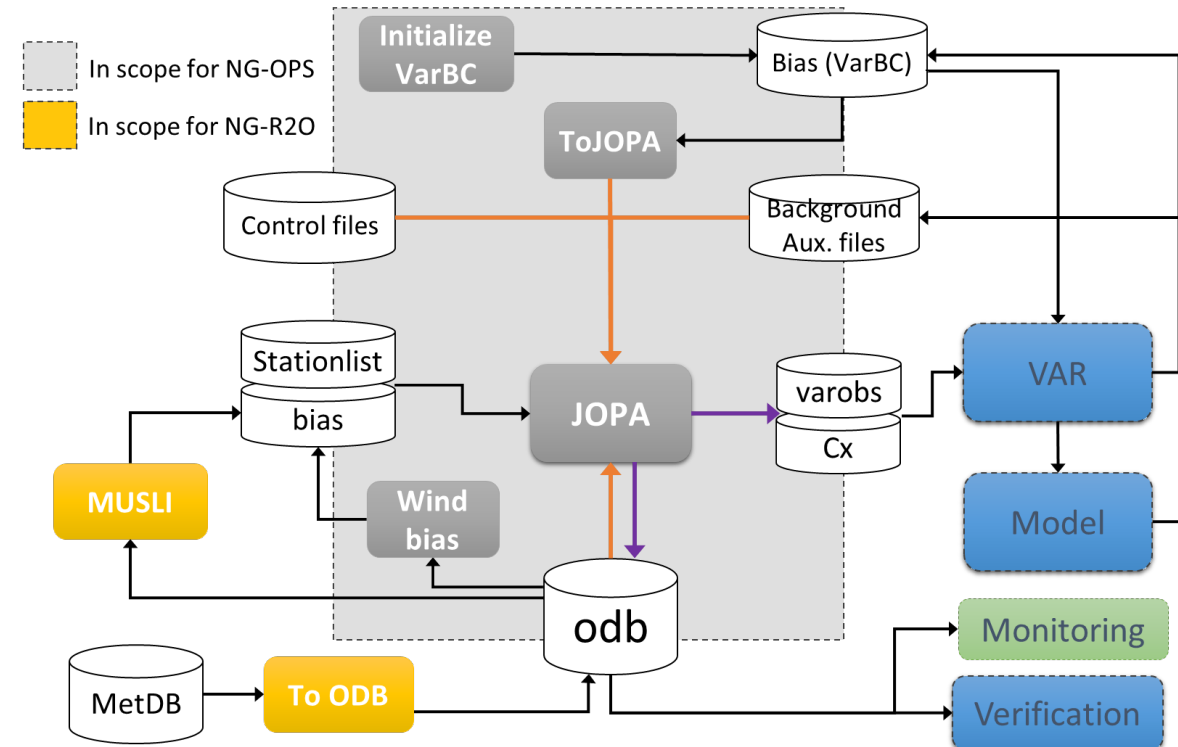 In scope for NG-OPS
In scope for NG-R2O
Initialize
VarBC
Bias (VarBC)
ToJOPA
Control files
Background
Aux. files
Stationlist
bias
JOPA
varobs
Cx
VAR
MUSLI
Wind
bias
Model
odb
Monitoring
MetDB
To ODB
Verification